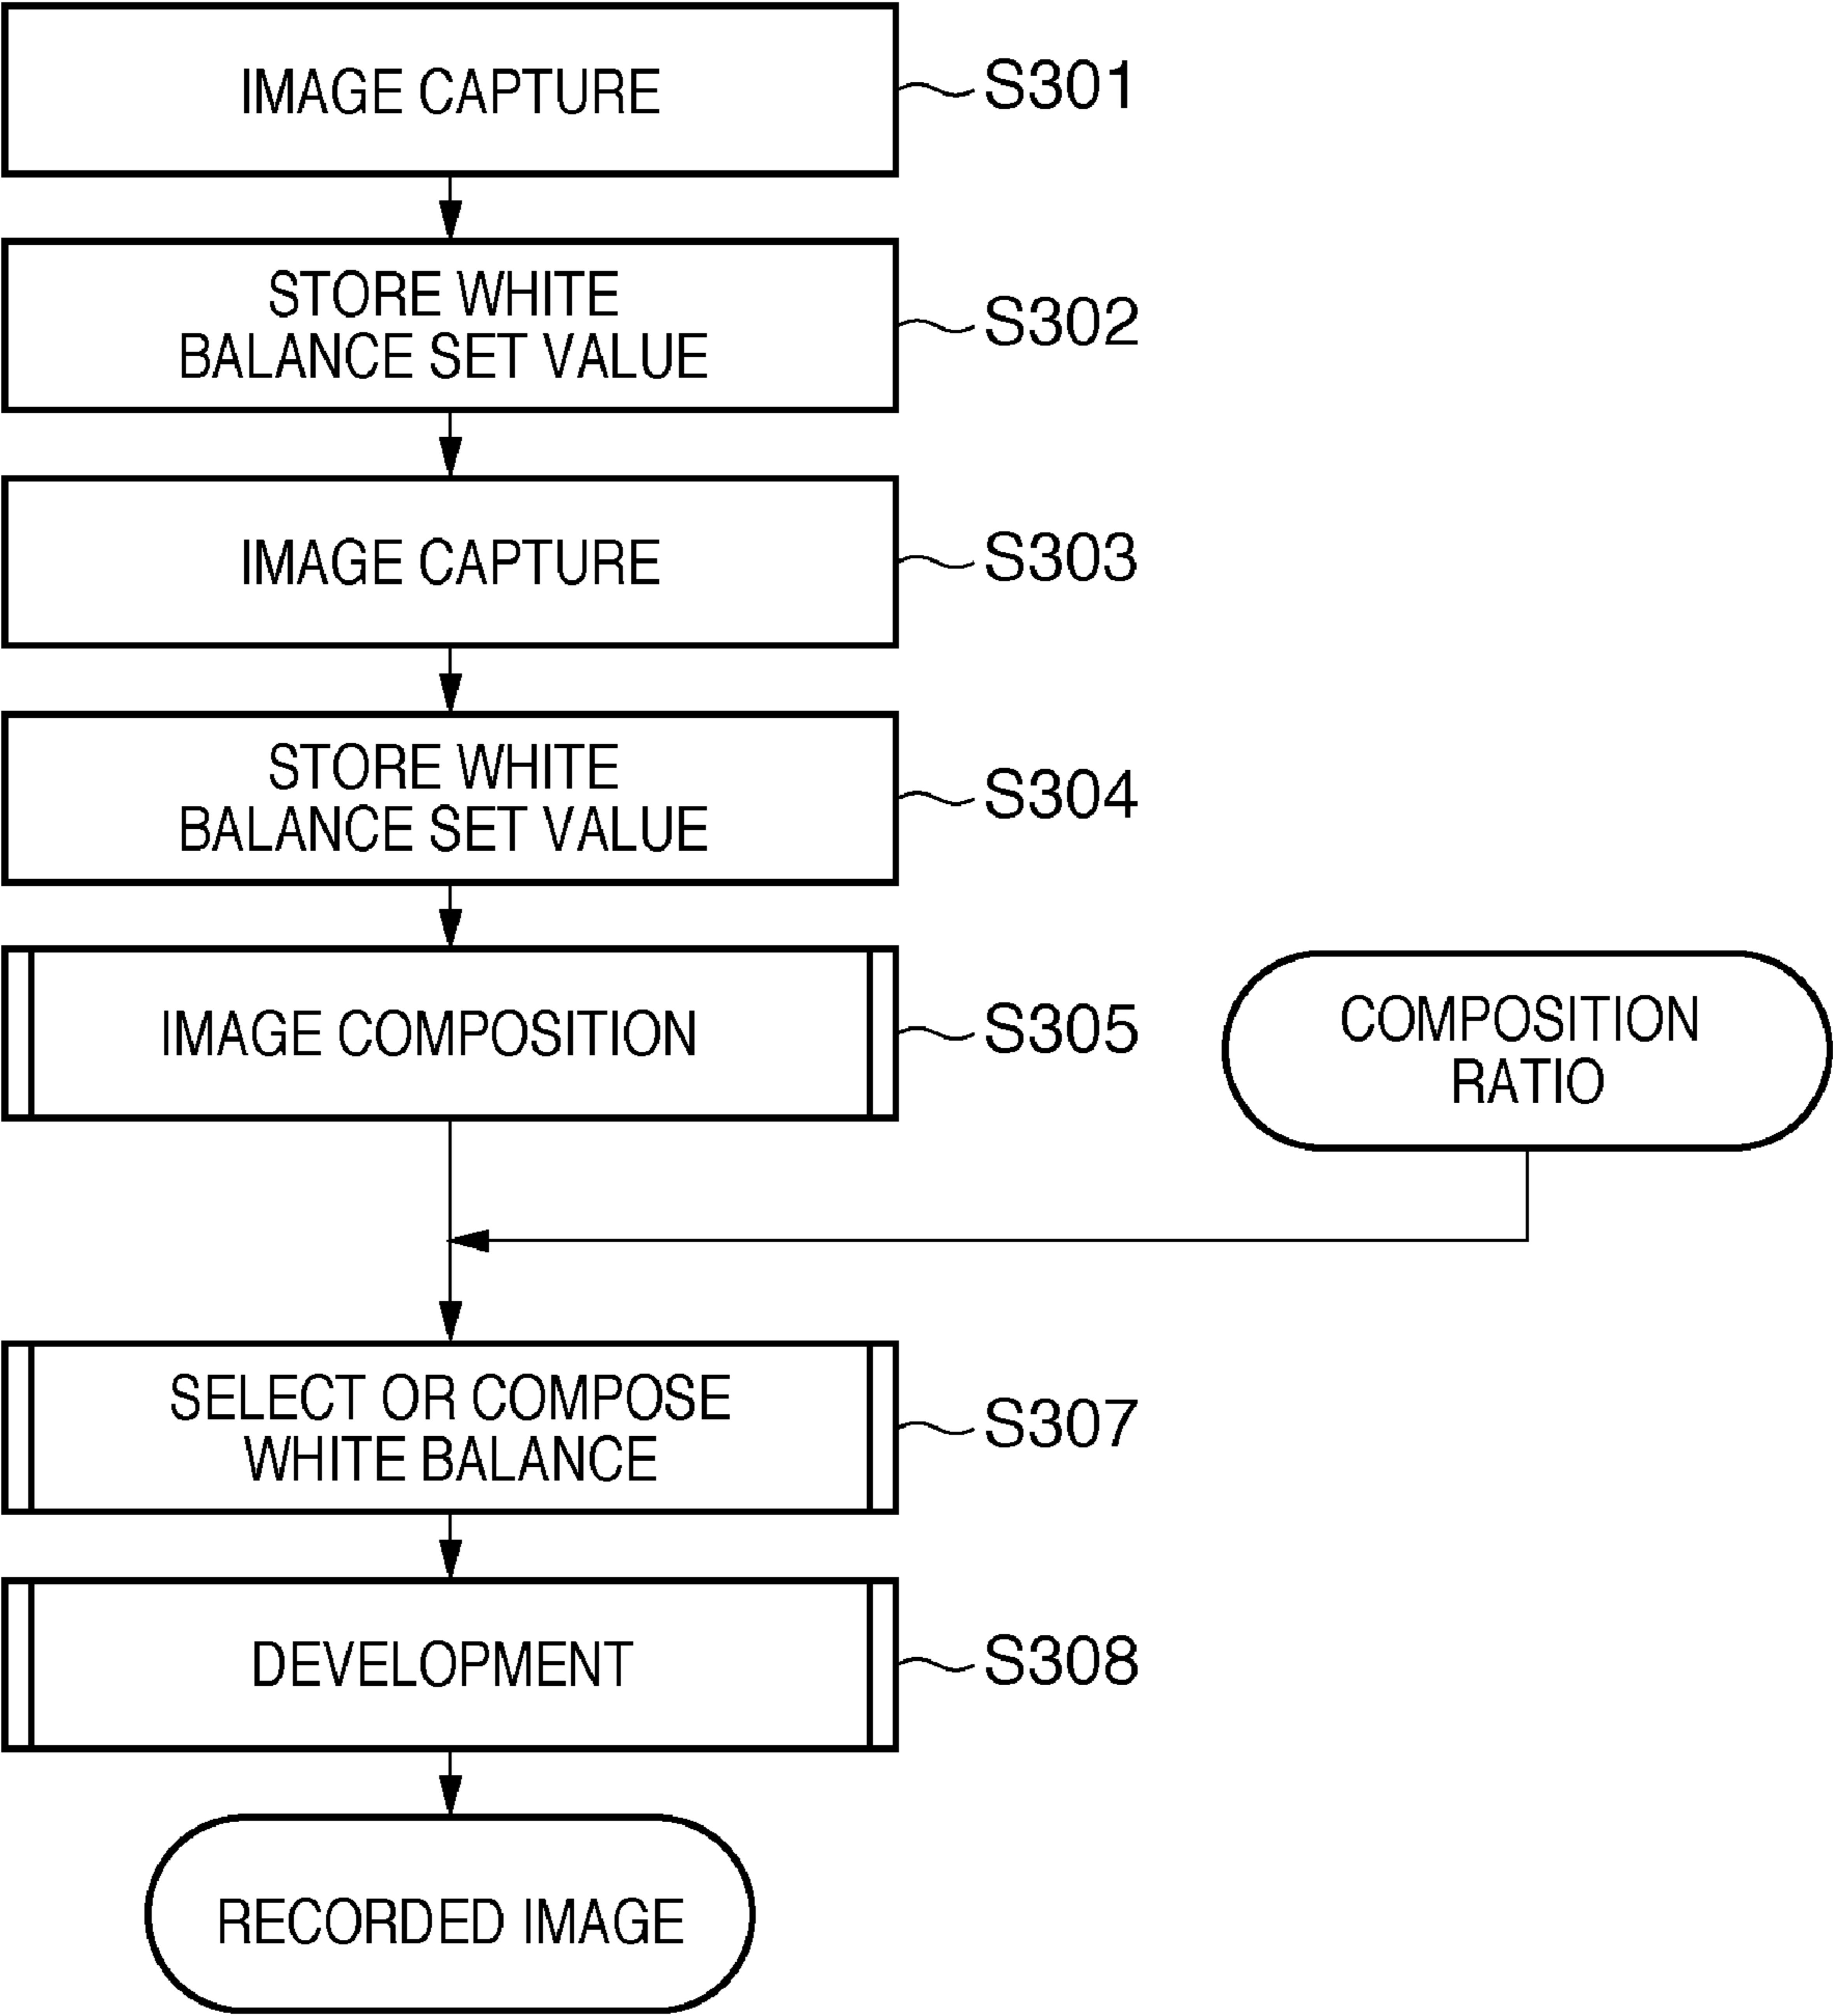 IMAGE CAPTURE
S301
STORE WHITE
BALANCE SET VALUE
S302
IMAGE CAPTURE
S303
STORE WHITE
BALANCE SET VALUE
S304
IMAGE COMPOSITION
S305
COMPOSITION
RATIO
SELECT OR COMPOSE
WHITE BALANCE
S307
DEVELOPMENT
S308
RECORDED IMAGE